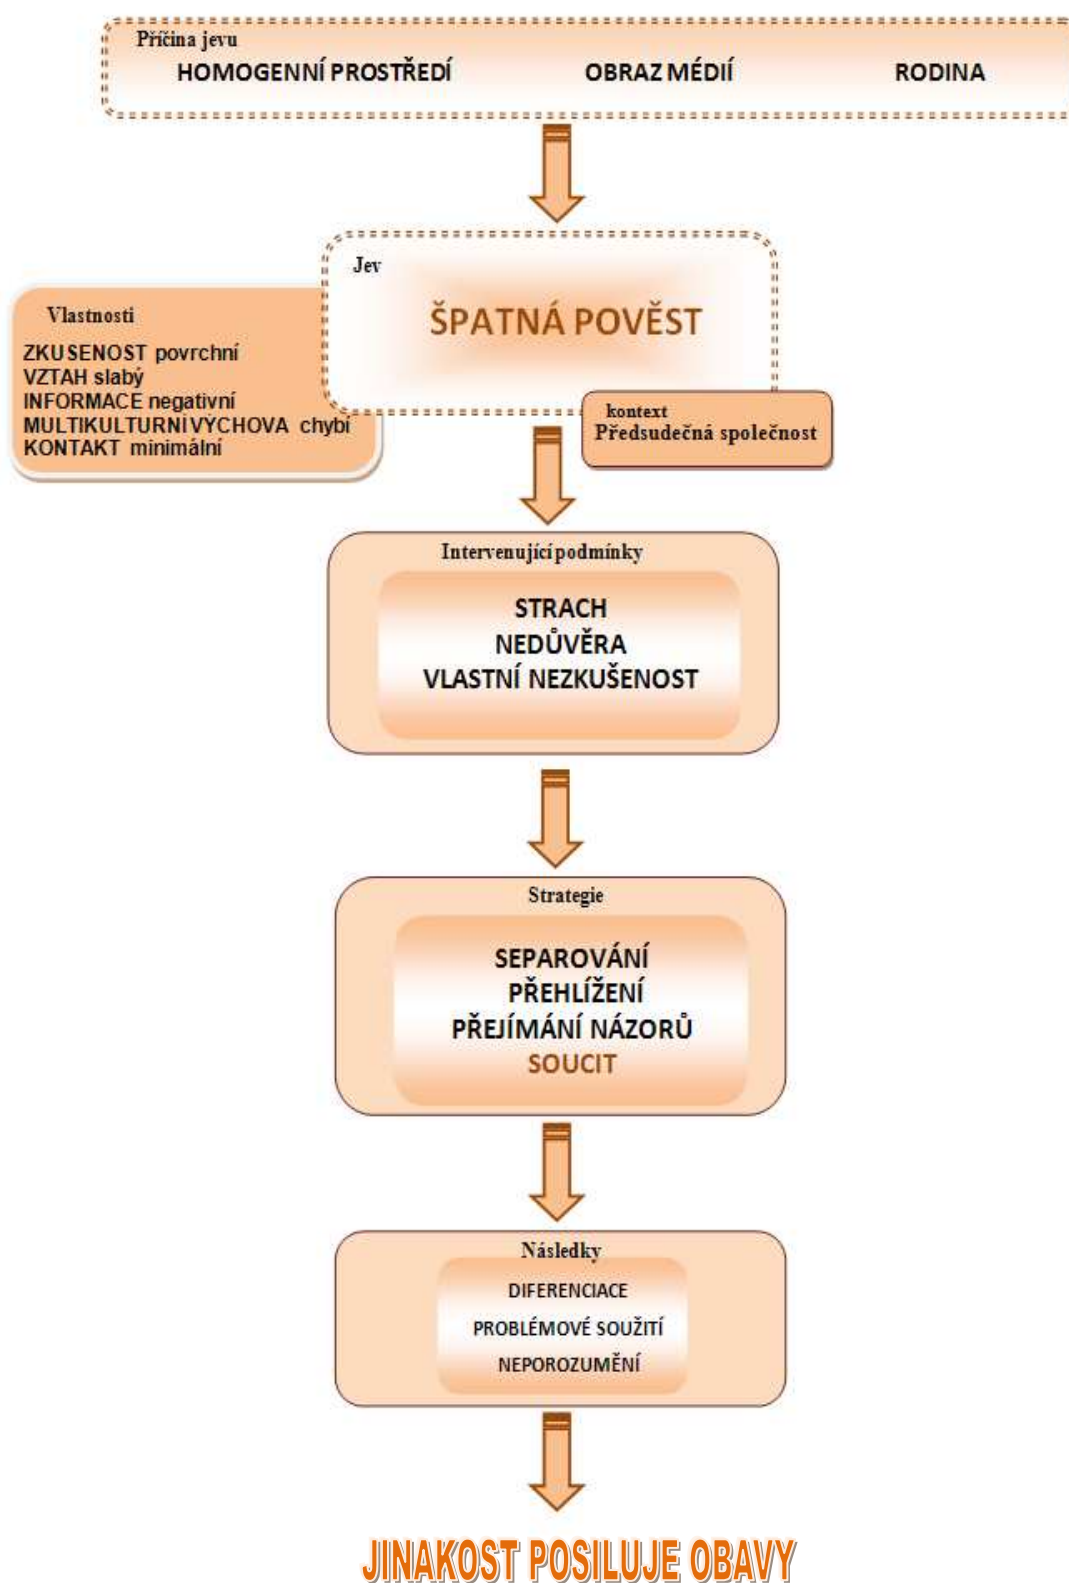 Příčina jevu
HOMOGENNÍ PROSTŘEDÍ OBRAZ MÉDIÍ RODINA
Jev
ŠPATNÁ POVĚST
Vlastnosti
ZKUSENOST povrchní
VZTAH slabý
INFORMACE negativní
MULTIKULTURNÍ VÝCHOVA chybí
KONTAKT minimální
kontext
Předsudečná společnost
Intervenující podmínky
STRACH
NEDŮVĚRA
VLASTNÍ NEZKUŠENOST
Strategie
SEPAROVÁNÍ
PŘEHLÍŽENÍ
PŘEJÍMÁNÍ NÁZORŮ
SOUCIT
Následky
DIFERENCIACE
PROBLÉMOVÉ SOUŽITÍ
NEPOROZUMĚNÍ
JINAKOST POSILUJE OBAVY